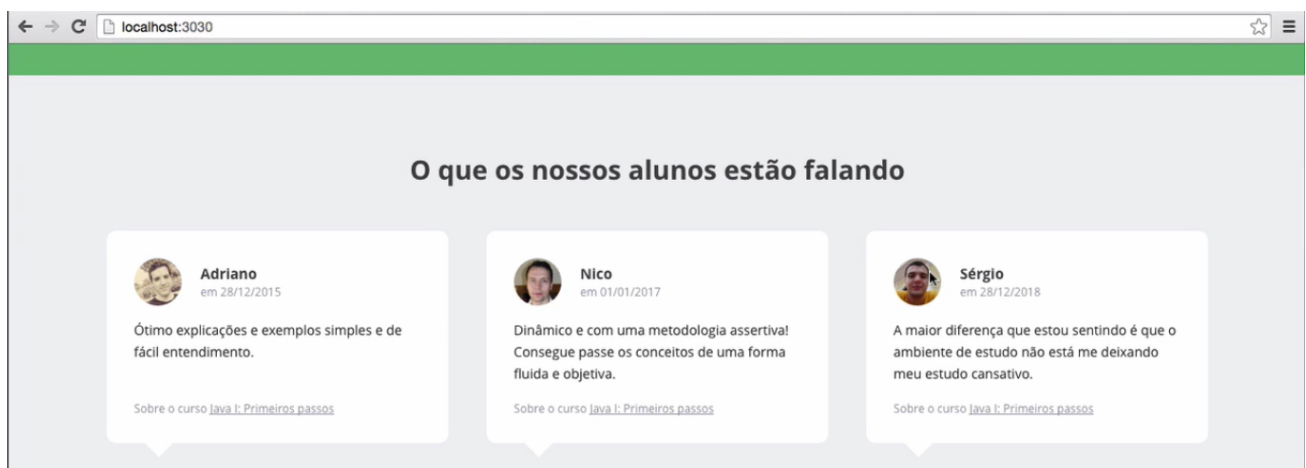 localhost:3030
O que os nossos alunos estão falando
Adriano
em 28/12/2015
Ótimo explicações e exemplos simples e de
fácil entendimento.
Sobre o curso Java I: Primeiros passos
Nico
em 01/01/2017
Dinâmico e com uma metodologia assertiva!
Consegue passe os conceitos de uma forma
fluida e objetiva.
Sobre o curso Java I: Primeiros passos
Sérgio
em 28/12/2018
A maior diferença que estou sentindo é que o
ambiente de estudo não está me deixando
meu estudo cansativo.
Sobre o curso Java I: Primeiros passos